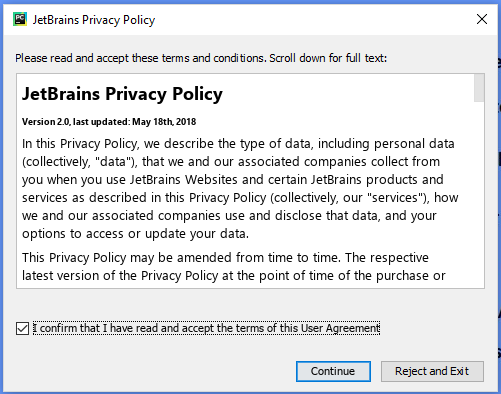 PC JetBrains Privacy Policy
Please read and accept these terms and conditions. Scroll down for full text:
JetBrains Privacy Policy
Version 2.0, last updated: May 18th, 2018
In this Privacy Policy, we describe the type of data, including personal data
(collectively, "data"), that we and our associated companies collect from
you when you use JetBrains Websites and certain JetBrains products and
services as described in this Privacy Policy (collectively, our "services"), how
we and our associated companies use and disclose that data, and your
options to access or update your data.
This Privacy Policy may be amended from time to time. The respective
latest version of the Privacy Policy at the point of time of the purchase or
I confirm that I have read and accept the terms of this User Agreement
Continue Reject and Exit